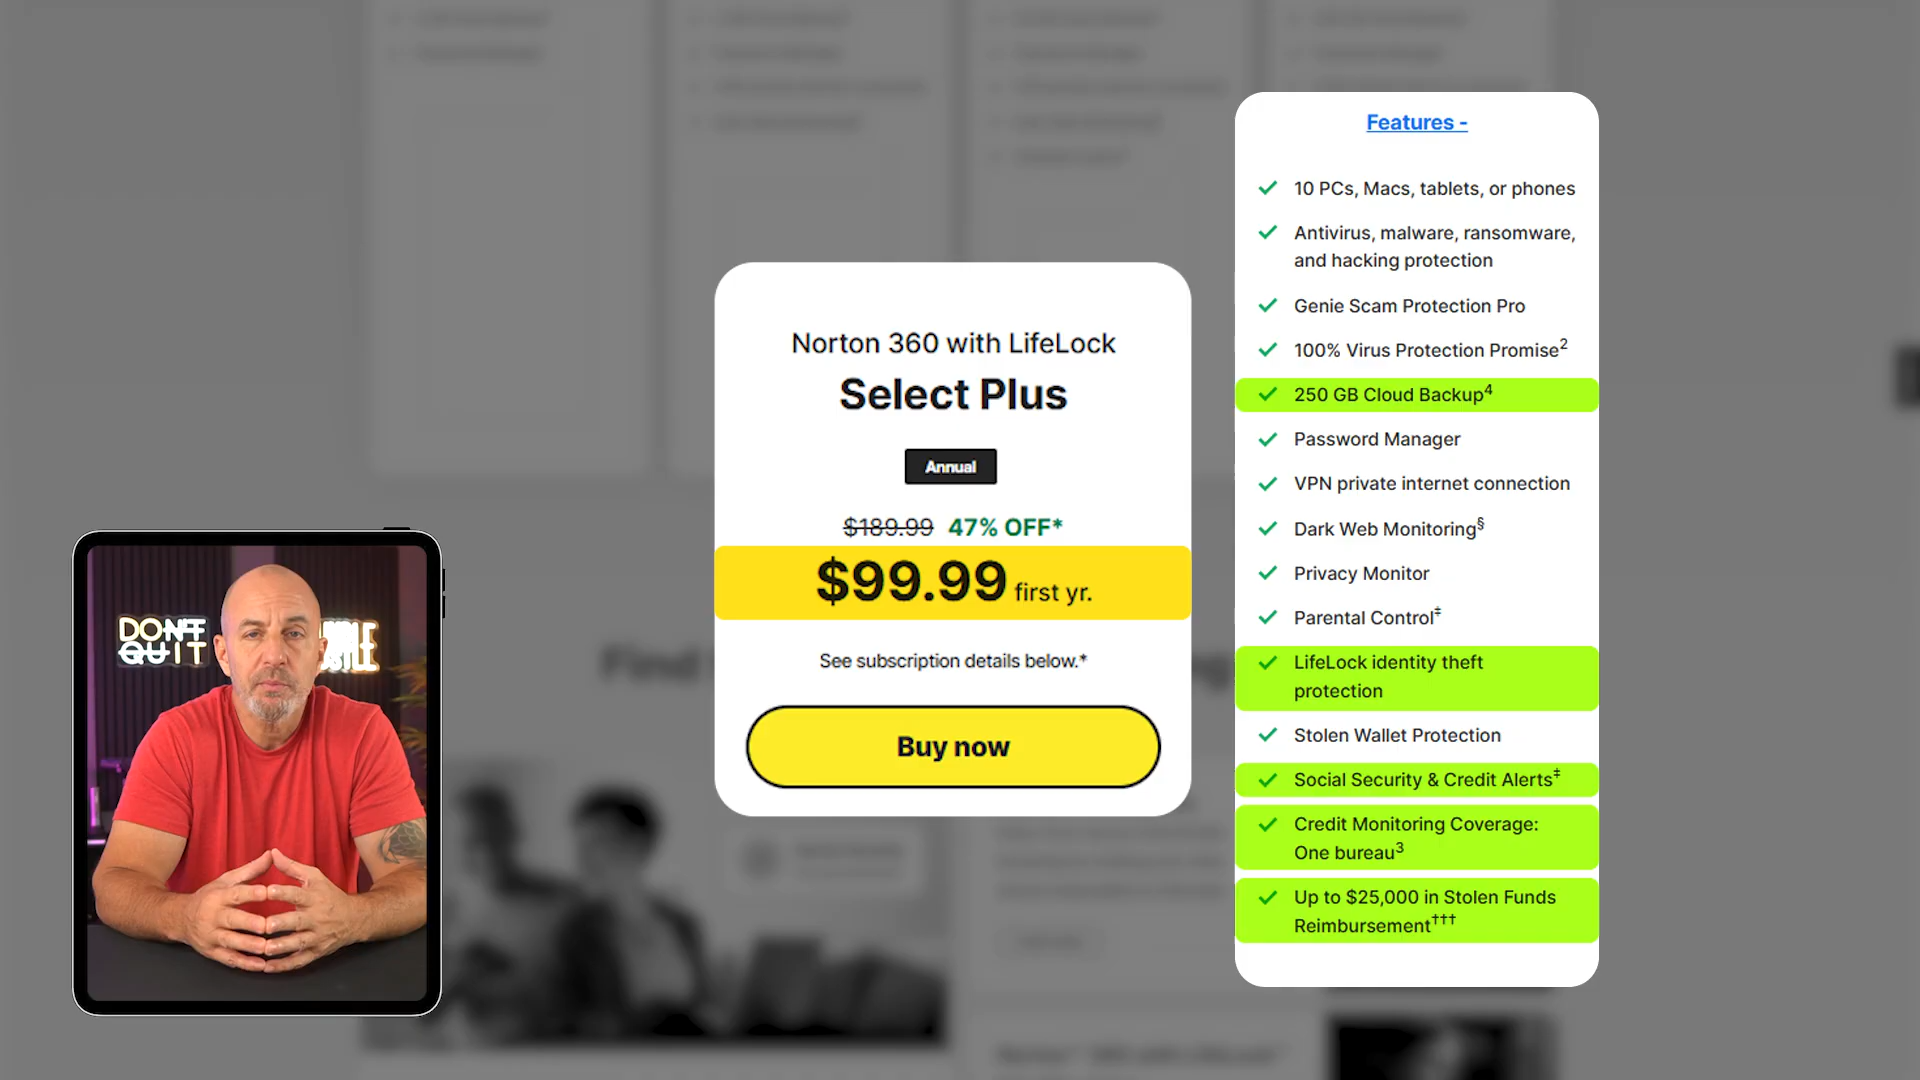 Norton 360 with LifeLock
Select Plus
Annual
$189.99 47% OFF*
$99.99 first yr.
See subscription details below.*
Buy now
Features -
10 PCs, Macs, tablets, or phones
Antivirus, malware, ransomware,
and hacking protection
Genie Scam Protection Pro
100% Virus Protection Promise²
250 GB Cloud Backup⁴
Password Manager
VPN private internet connection
Dark Web Monitoring§
Privacy Monitor
Parental Control‡
LifeLock identity theft
protection
Stolen Wallet Protection
Social Security & Credit Alerts‡
Credit Monitoring Coverage:
One bureau³
Up to $25,000 in Stolen Funds
Reimbursement†††
DON'T
QUIT
Find